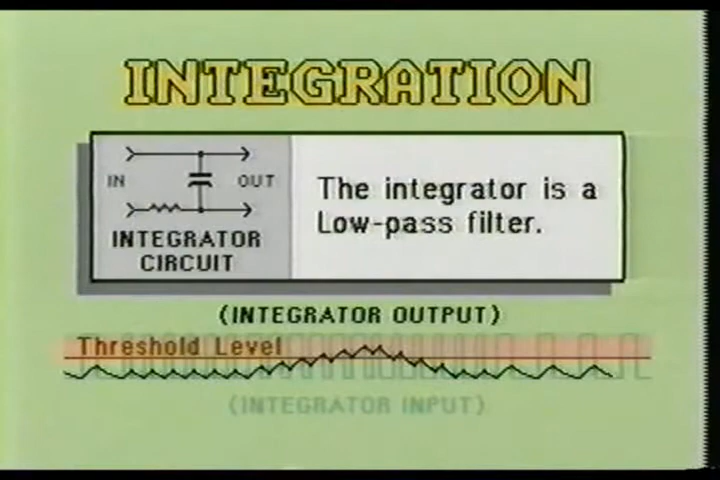 INTEGRATION
IN
OUT
INTEGRATOR
CIRCUIT
The integrator is a
Low-pass filter.
(INTEGRATOR OUTPUT)
Threshold Level
(INTEGRATOR INPUT)